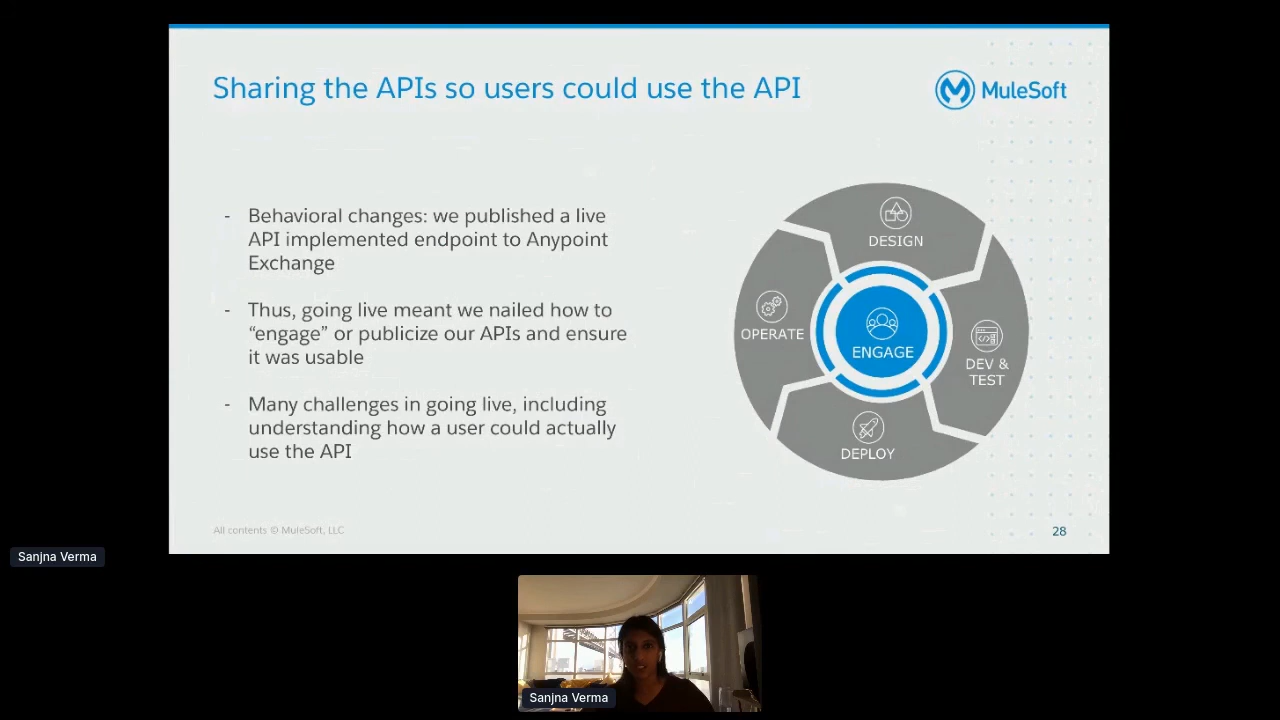 Sharing the APIs so users could use the API
MuleSoft
- Behavioral changes: we published a live
API implemented endpoint to Anypoint
Exchange
- Thus, going live meant we nailed how to
“engage” or publicize our APIs and ensure
it was usable
- Many challenges in going live, including
understanding how a user could actually
use the API
DESIGN
OPERATE
ENGAGE
DEV &
TEST
DEPLOY
All contents © MuleSoft, LLC
28
Sanjna Verma
Sanjna Verma